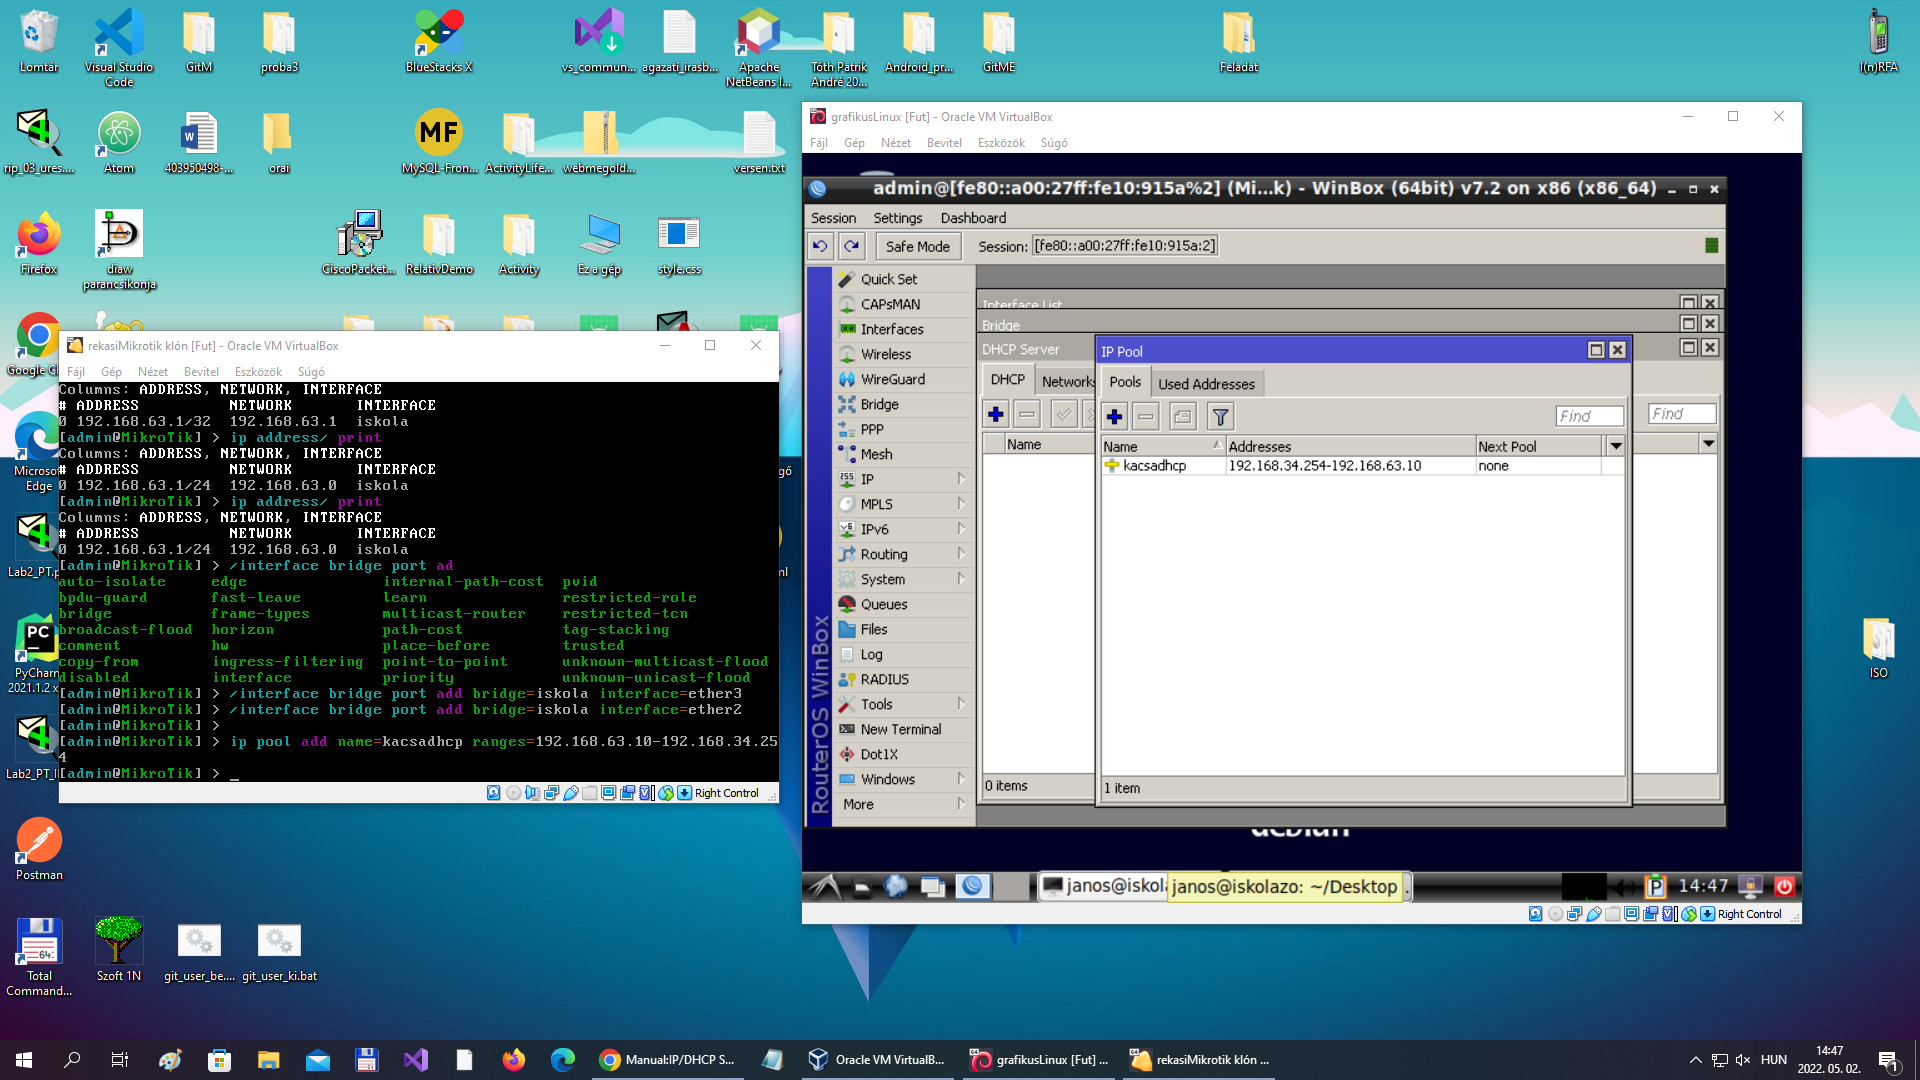 Lomtár
Visual Studio
Code
GitM
proba3
BlueStacks X
vs_commun...
agazati_irasb...
Apache
NetBeans I...
Tóth Patrik
André 20...
Android_pr...
GitME
Feladat
I(n)RFA
rip_03_ures....
Atom
403950498-...
orai
MySQL-Fron...
ActivityLife...
webmegold...
versen.txt
Firefox
diaw
parancsikonja
CiscoPacket...
RelativDemo
Activity
Ez a gép
style.css
Microso
Edge
Lab2_PT.p
PyCharm
2021.1.2 x
ISO
Postman
Total
Command...
Szoft 1N
git_user_be....
git_user_ki.bat
rekasiMikrotik klón [Fut] - Oracle VM VirtualBox
Fájl Gép Nézet Bevitel Eszközök Súgó
Columns: ADDRESS, NETWORK, INTERFACE
# ADDRESS NETWORK INTERFACE
0 192.168.63.1/32 192.168.63.1 iskola
[admin@MikroTik] > ip address/ print
Columns: ADDRESS, NETWORK, INTERFACE
# ADDRESS NETWORK INTERFACE
0 192.168.63.1/24 192.168.63.0 iskola
[admin@MikroTik] > ip address/ print
Columns: ADDRESS, NETWORK, INTERFACE
# ADDRESS NETWORK INTERFACE
0 192.168.63.1/24 192.168.63.0 iskola
[admin@MikroTik] > /interface bridge port ad
auto-isolate edge internal-path-cost pvid
bpdu-guard fast-leave learn restricted-role
bridge frame-types multicast-router restricted-tcn
broadcast-flood horizon path-cost tag-stacking
comment hw place-before trusted
copy-from ingress-filtering point-to-point unknown-multicast-flood
disabled interface priority unknown-unicast-flood
[admin@MikroTik] > /interface bridge port add bridge=iskola interface=ether3
[admin@MikroTik] > /interface bridge port add bridge=iskola interface=ether2
[admin@MikroTik] >
[admin@MikroTik] > ip pool add name=kacsadhcp ranges=192.168.63.10-192.168.34.25
4
[admin@MikroTik] > _
Right Control
grafikusLinux [Fut] - Oracle VM VirtualBox
Fájl Gép Nézet Bevitel Eszközök Súgó
admin@[fe80::a00:27ff:fe10:915a%2] (Mi...k) - WinBox (64bit) v7.2 on x86 (x86_64)
Session Settings Dashboard
Safe Mode Session: [fe80::a00:27ff:fe10:915a:2]
RouterOS WinBox
Quick Set
CAPsMAN
Interfaces
Wireless
WireGuard
Bridge
PPP
Mesh
IP
MPLS
IPv6
Routing
System
Queues
Files
Log
RADIUS
Tools
New Terminal
Dot1X
Windows
More
Interface List
Bridge
DHCP Server
DHCP Networks
Find
Name
0 items
IP Pool
Pools Used Addresses
Find
Name Addresses Next Pool
kacsadhcp 192.168.34.254-192.168.63.10 none
1 item
debian
janos@iskola
janos@iskolazo: ~/Desktop
14:47
Right Control
Manual:IP/DHCP S...
Oracle VM VirtualB...
grafikusLinux [Fut] ...
rekasiMikrotik klón ...
HUN
14:47
2022. 05. 02.
1